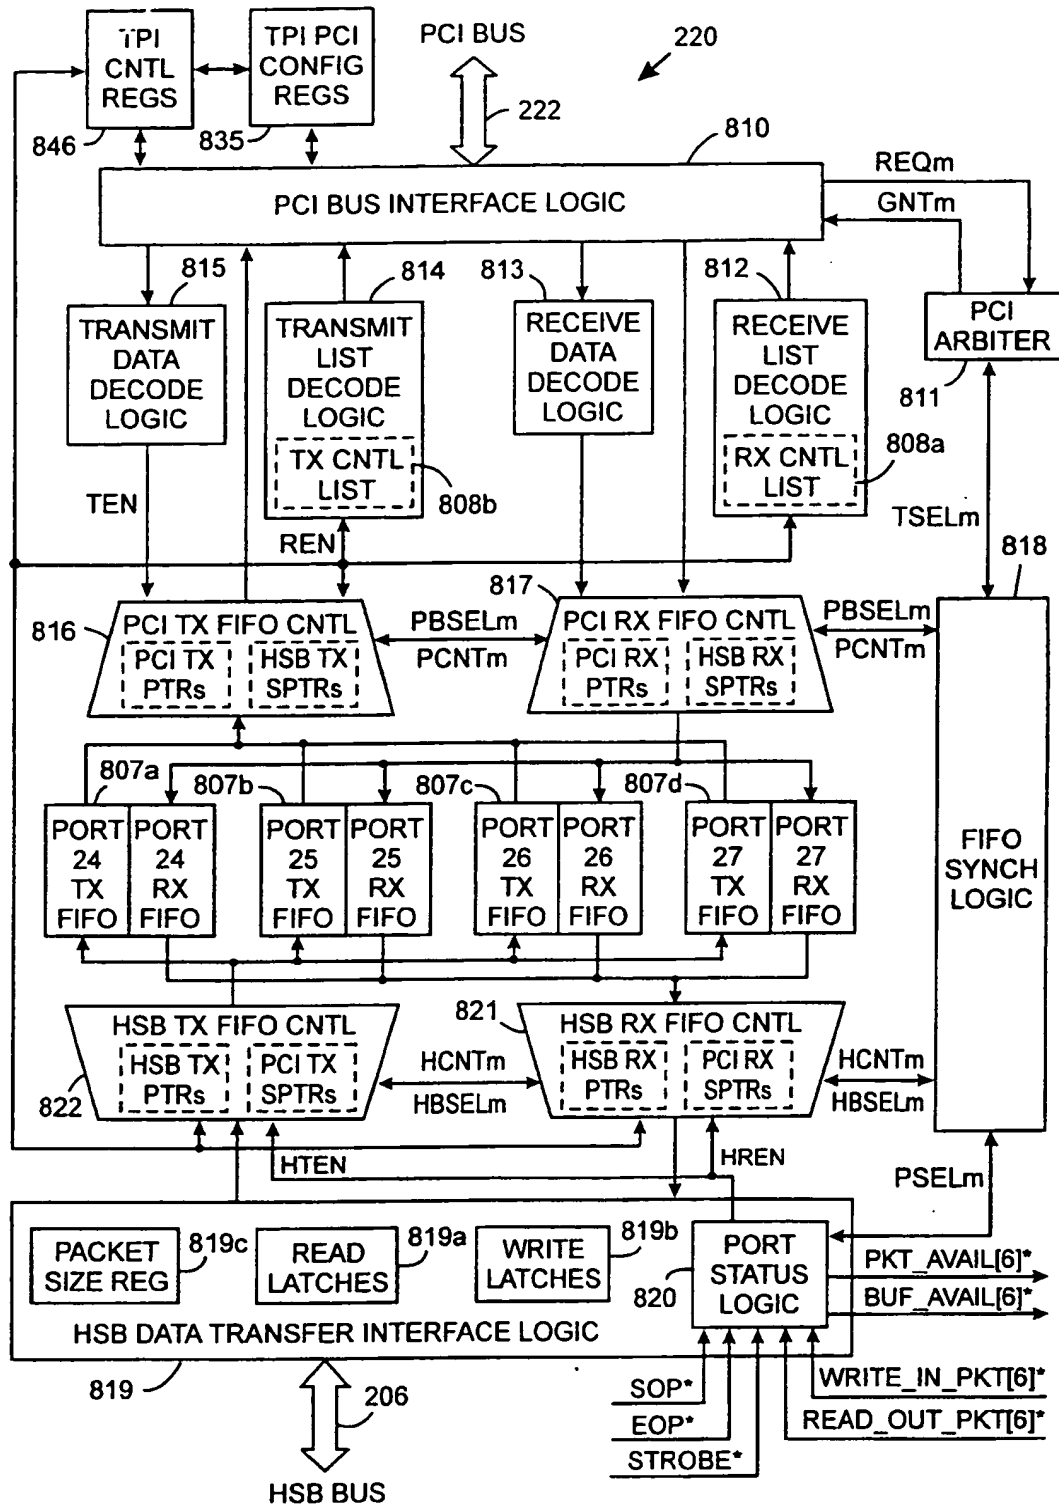 TPI
CNTL
REGS
TPI PCI
CONFIG
REGS
PCI BUS
220
846
835
222
810
PCI BUS INTERFACE LOGIC
REQm
GNTm
815
814
813
812
TRANSMIT
DATA
DECODE
LOGIC
TRANSMIT
LIST
DECODE
LOGIC
TX CNTL
LIST
RECEIVE
DATA
DECODE
LOGIC
RECEIVE
LIST
DECODE
LOGIC
RX CNTL
LIST
PCI
ARBITER
811
808b
808a
TEN
REN
TSELm
818
816
PCI TX FIFO CNTL
PCI TX
PTRs
HSB TX
SPTRs
PBSELm
PCNTm
817
PCI RX FIFO CNTL
PCI RX
PTRs
HSB RX
SPTRs
PBSELm
PCNTm
807a
807b
807c
807d
PORT
24
TX
FIFO
PORT
24
RX
FIFO
PORT
25
TX
FIFO
PORT
25
RX
FIFO
PORT
26
TX
FIFO
PORT
26
RX
FIFO
PORT
27
TX
FIFO
PORT
27
RX
FIFO
FIFO
SYNCH
LOGIC
HSB TX FIFO CNTL
HSB TX
PTRs
PCI TX
SPTRs
822
HCNTm
HBSELm
821
HSB RX FIFO CNTL
HSB RX
PTRs
PCI RX
SPTRs
HCNTm
HBSELm
HTEN
HREN
PSELm
PACKET
SIZE REG
819c
READ
LATCHES
819a
WRITE
LATCHES
819b
PORT
STATUS
LOGIC
820
PKT_AVAIL[6]*
BUF_AVAIL[6]*
HSB DATA TRANSFER INTERFACE LOGIC
819
206
SOP*
EOP*
STROBE*
WRITE_IN_PKT[6]*
READ_OUT_PKT[6]*
HSB BUS